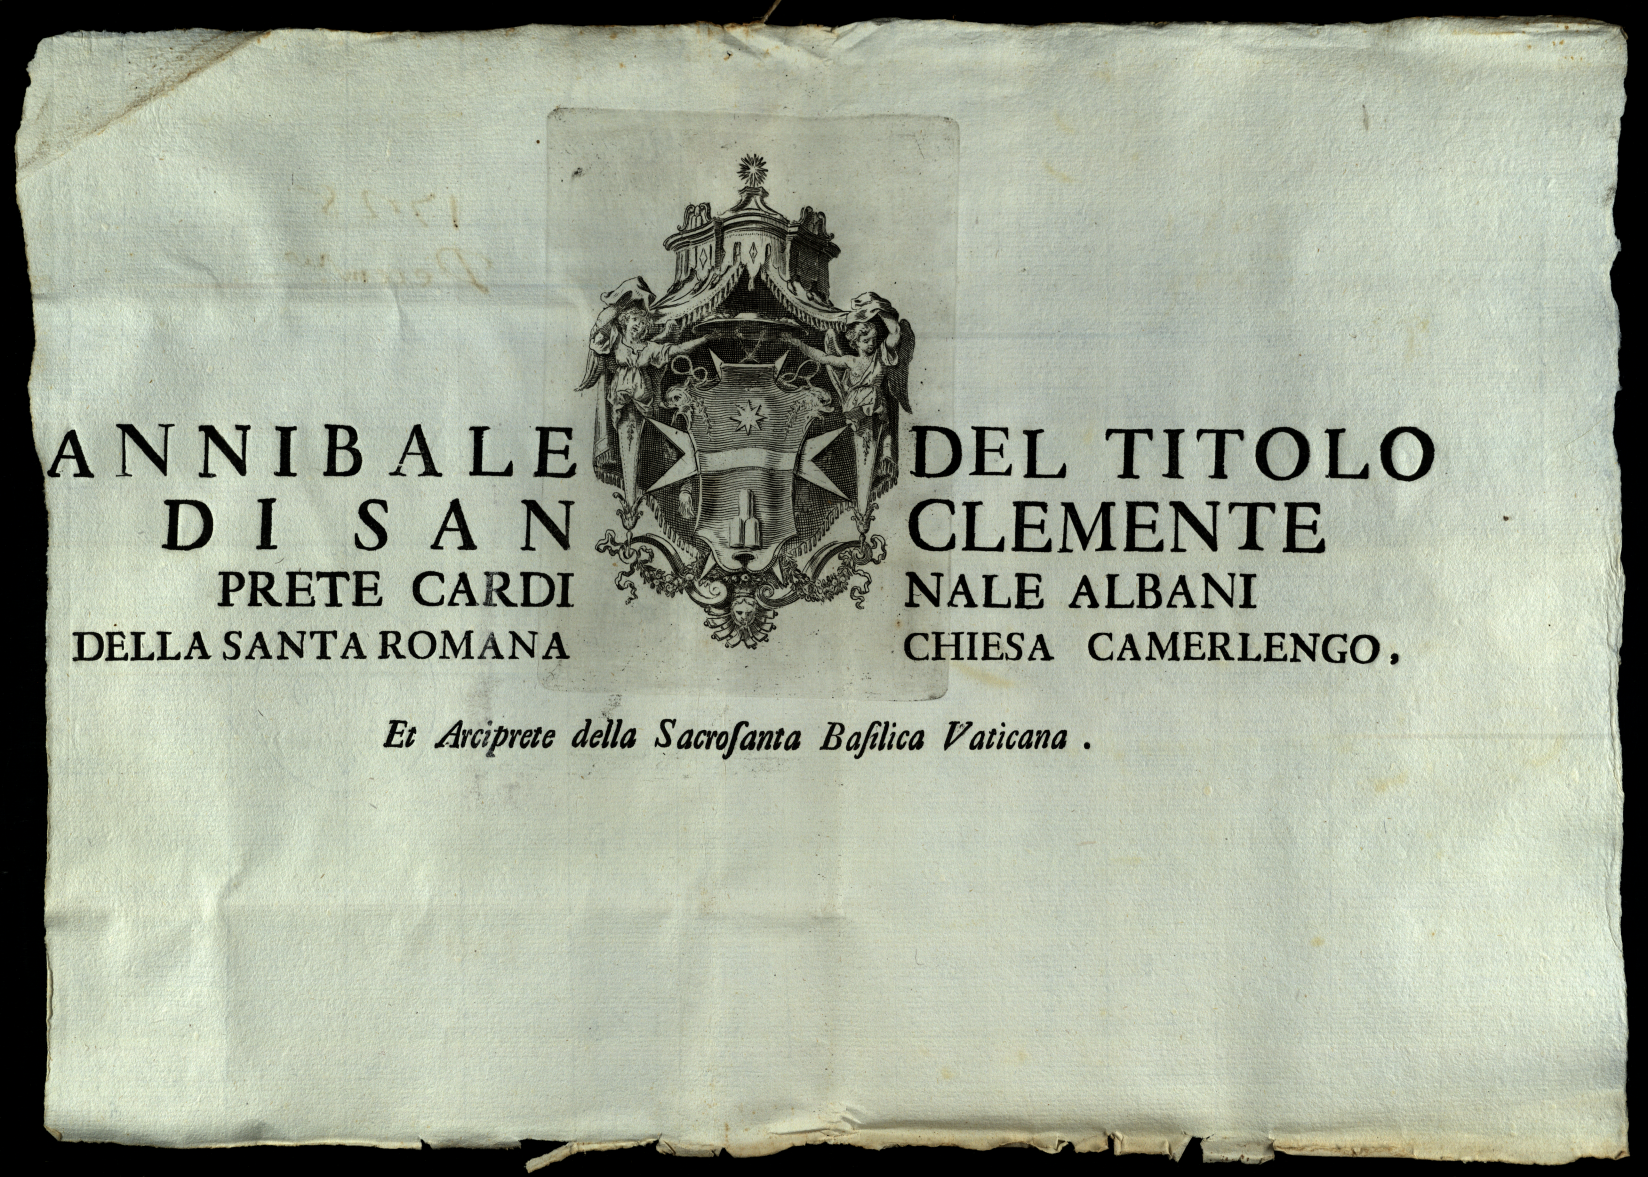 ANNIBALE DEL TITOLO
DI SAN CLEMENTE
PRETE CARDI NALE ALBANI
DELLA SANTA ROMANA CHIESA CAMERLENGO,
Et Arciprete della Sacroſanta Baſilica Vaticana .